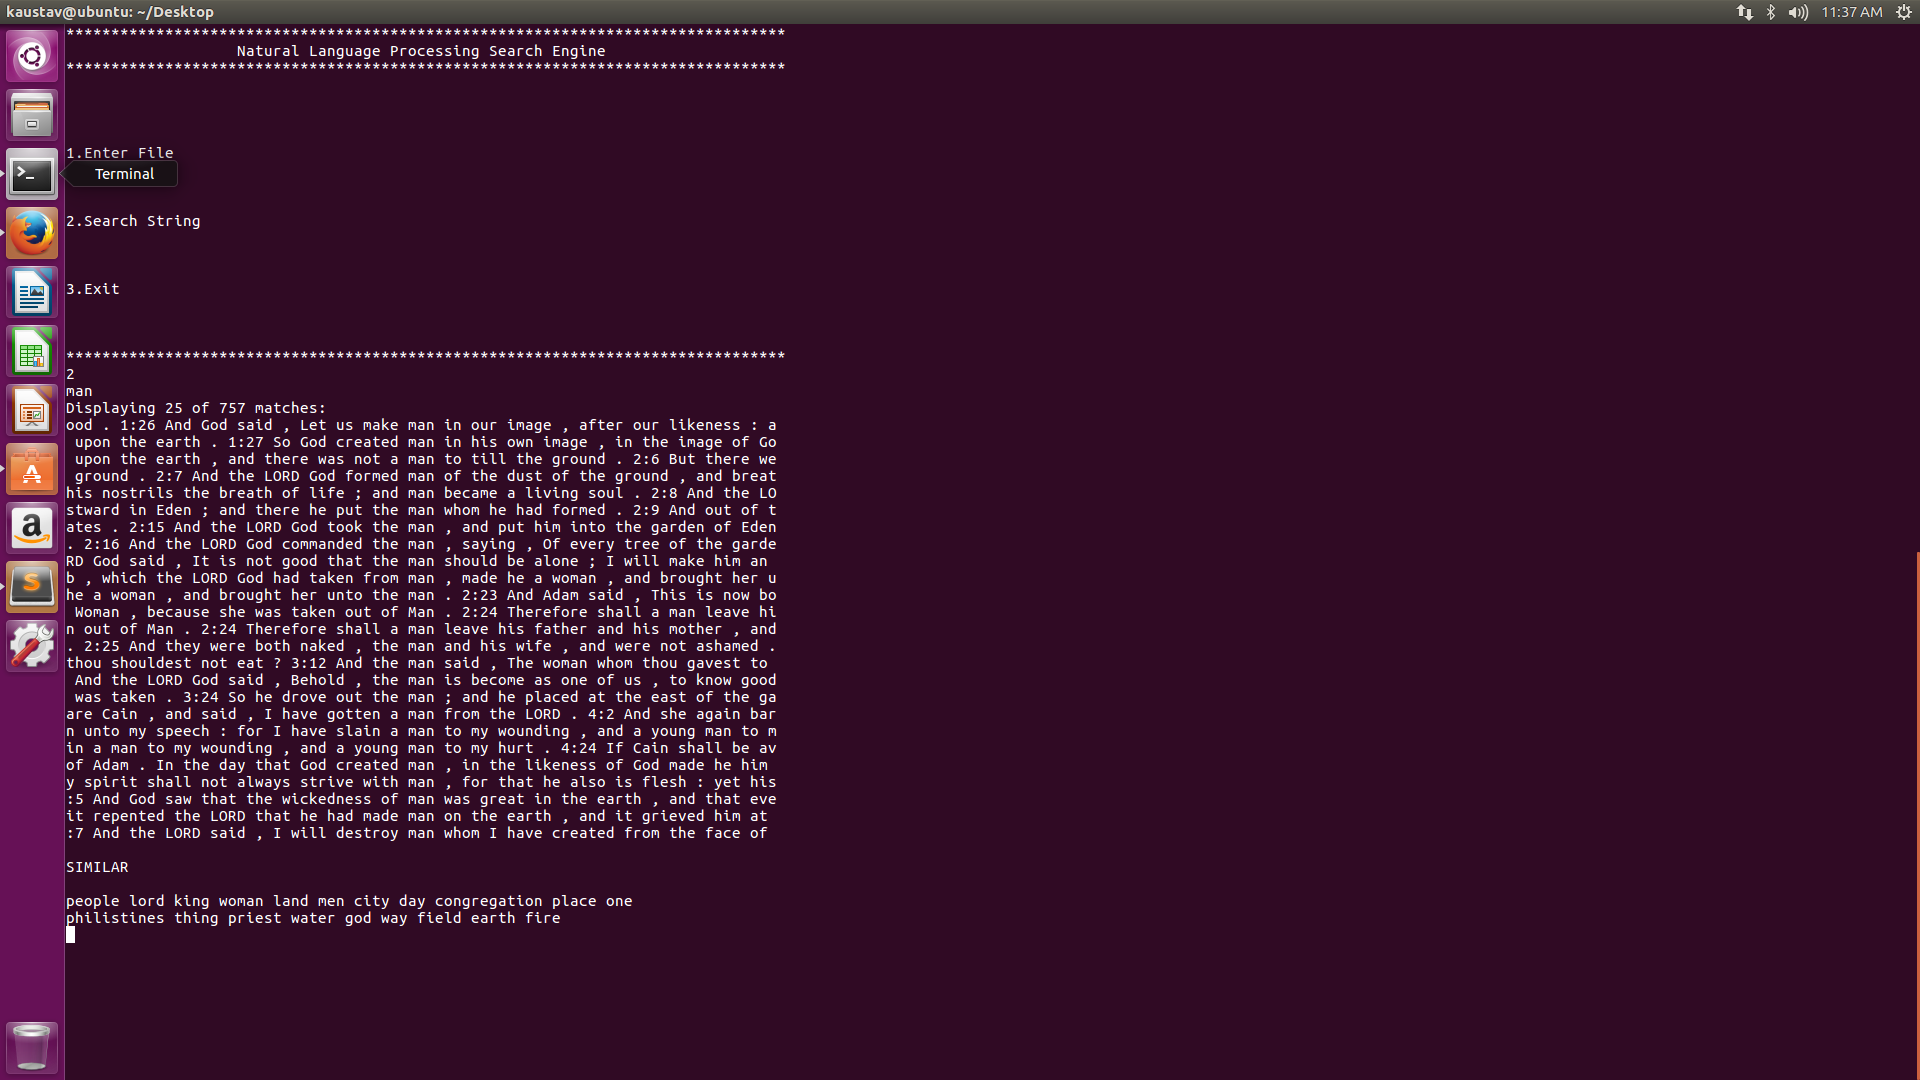 kaustav@ubuntu: ~/Desktop
11:37 AM
********************************************************************************
Natural Language Processing Search Engine
********************************************************************************
1.Enter File
Terminal
2.Search String
3.Exit
********************************************************************************
2
man
Displaying 25 of 757 matches:
ood . 1:26 And God said , Let us make man in our image , after our likeness : a
upon the earth . 1:27 So God created man in his own image , in the image of Go
upon the earth , and there was not a man to till the ground . 2:6 But there we
ground . 2:7 And the LORD God formed man of the dust of the ground , and breat
his nostrils the breath of life ; and man became a living soul . 2:8 And the LO
stward in Eden ; and there he put the man whom he had formed . 2:9 And out of t
ates . 2:15 And the LORD God took the man , and put him into the garden of Eden
. 2:16 And the LORD God commanded the man , saying , Of every tree of the garde
RD God said , It is not good that the man should be alone ; I will make him an
b , which the LORD God had taken from man , made he a woman , and brought her u
he a woman , and brought her unto the man . 2:23 And Adam said , This is now bo
Woman , because she was taken out of Man . 2:24 Therefore shall a man leave hi
n out of Man . 2:24 Therefore shall a man leave his father and his mother , and
. 2:25 And they were both naked , the man and his wife , and were not ashamed .
thou shouldest not eat ? 3:12 And the man said , The woman whom thou gavest to
And the LORD God said , Behold , the man is become as one of us , to know good
was taken . 3:24 So he drove out the man ; and he placed at the east of the ga
are Cain , and said , I have gotten a man from the LORD . 4:2 And she again bar
n unto my speech : for I have slain a man to my wounding , and a young man to m
in a man to my wounding , and a young man to my hurt . 4:24 If Cain shall be av
of Adam . In the day that God created man , in the likeness of God made he him
y spirit shall not always strive with man , for that he also is flesh : yet his
:5 And God saw that the wickedness of man was great in the earth , and that eve
it repented the LORD that he had made man on the earth , and it grieved him at
:7 And the LORD said , I will destroy man whom I have created from the face of
SIMILAR
people lord king woman land men city day congregation place one
philistines thing priest water god way field earth fire